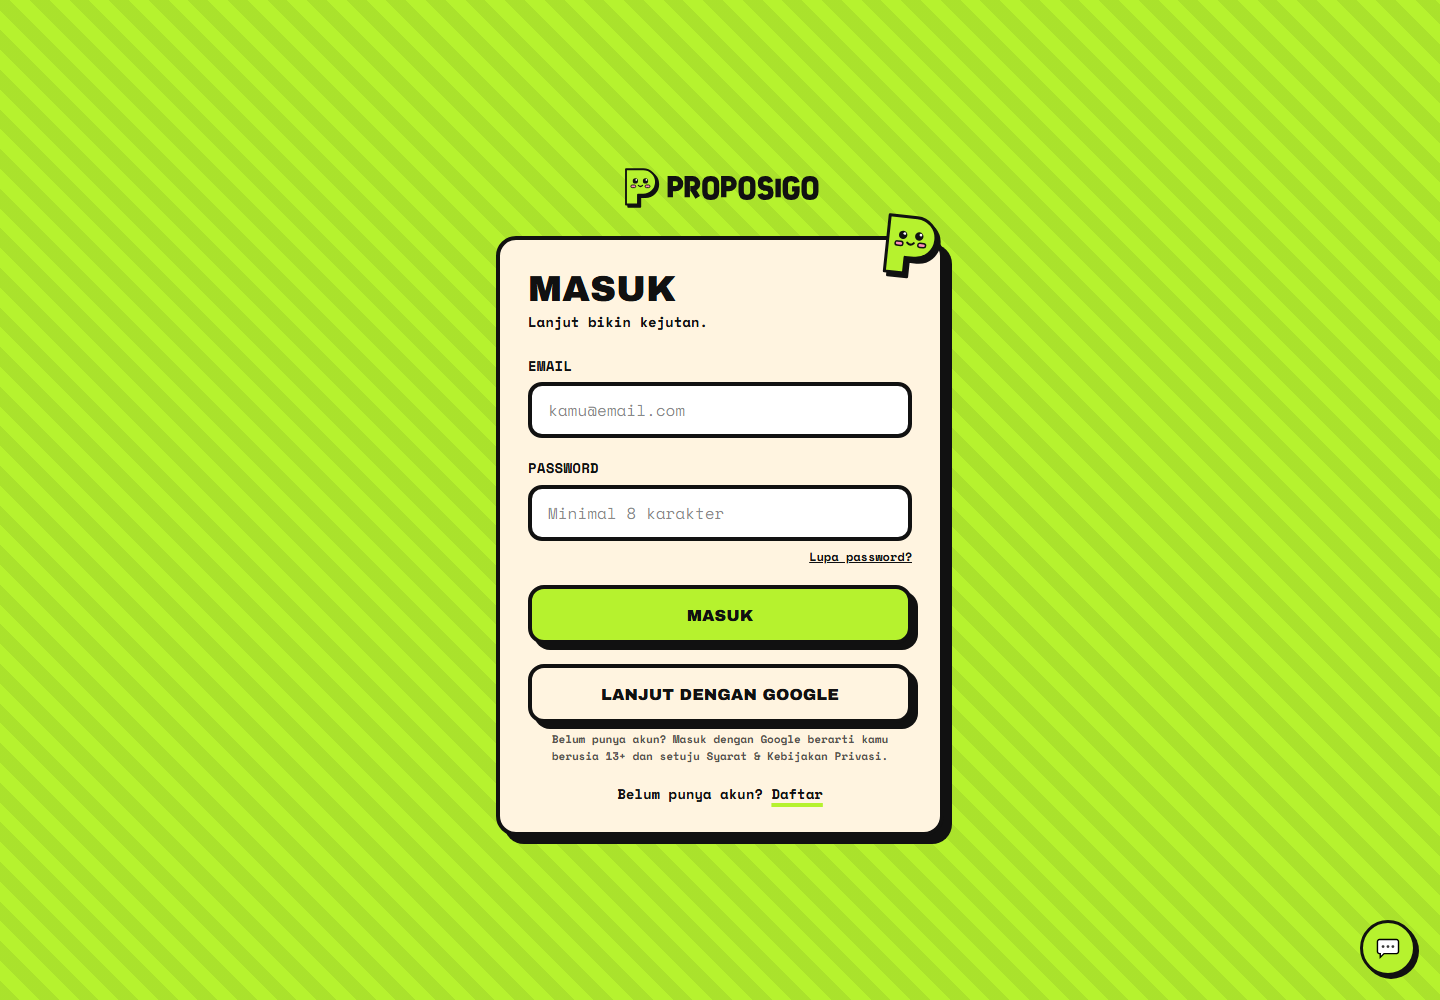 PROPOSIGO
MASUK
Lanjut bikin kejutan.
EMAIL
kamu@email.com
PASSWORD
Minimal 8 karakter
Lupa password?
MASUK
LANJUT DENGAN GOOGLE
Belum punya akun? Masuk dengan Google berarti kamu
berusia 13+ dan setuju Syarat & Kebijakan Privasi.
Belum punya akun? Daftar